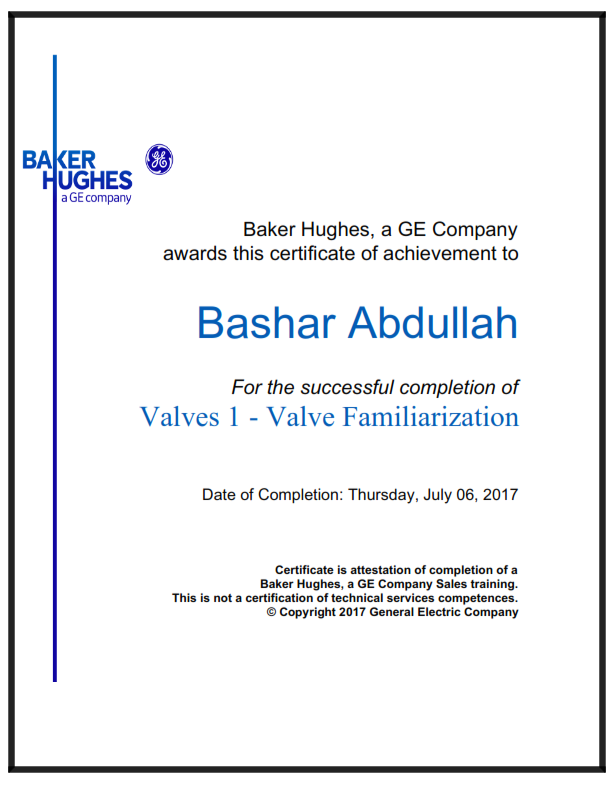 BAKER
HUGHES
a GE company
GE
Baker Hughes, a GE Company
awards this certificate of achievement to
Bashar Abdullah
For the successful completion of
Valves 1 - Valve Familiarization
Date of Completion: Thursday, July 06, 2017
Certificate is attestation of completion of a
Baker Hughes, a GE Company Sales training.
This is not a certification of technical services competences.
© Copyright 2017 General Electric Company